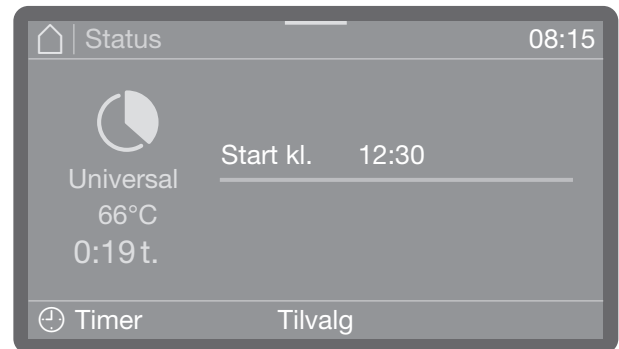 Status 08:15
Start kl. 12:30
Universal
66°C
0:19 t.
Timer Tilvalg